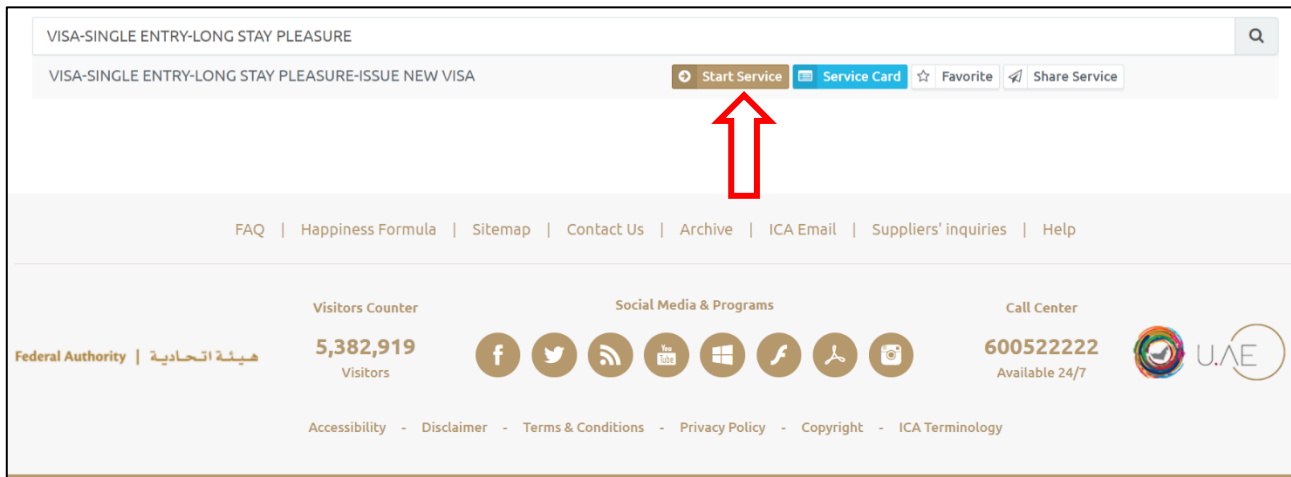 VISA-SINGLE ENTRY-LONG STAY PLEASURE
VISA-SINGLE ENTRY-LONG STAY PLEASURE-ISSUE NEW VISA Start Service Service Card Favorite Share Service
FAQ | Happiness Formula | Sitemap | Contact Us | Archive | ICA Email | Suppliers' inquiries | Help
Visitors Counter Social Media & Programs Call Center
Federal Authority | هيئة اتحادية 5,382,919 You Tube 600522222 U.AE
Visitors Available 24/7
Accessibility - Disclaimer - Terms & Conditions - Privacy Policy - Copyright - ICA Terminology